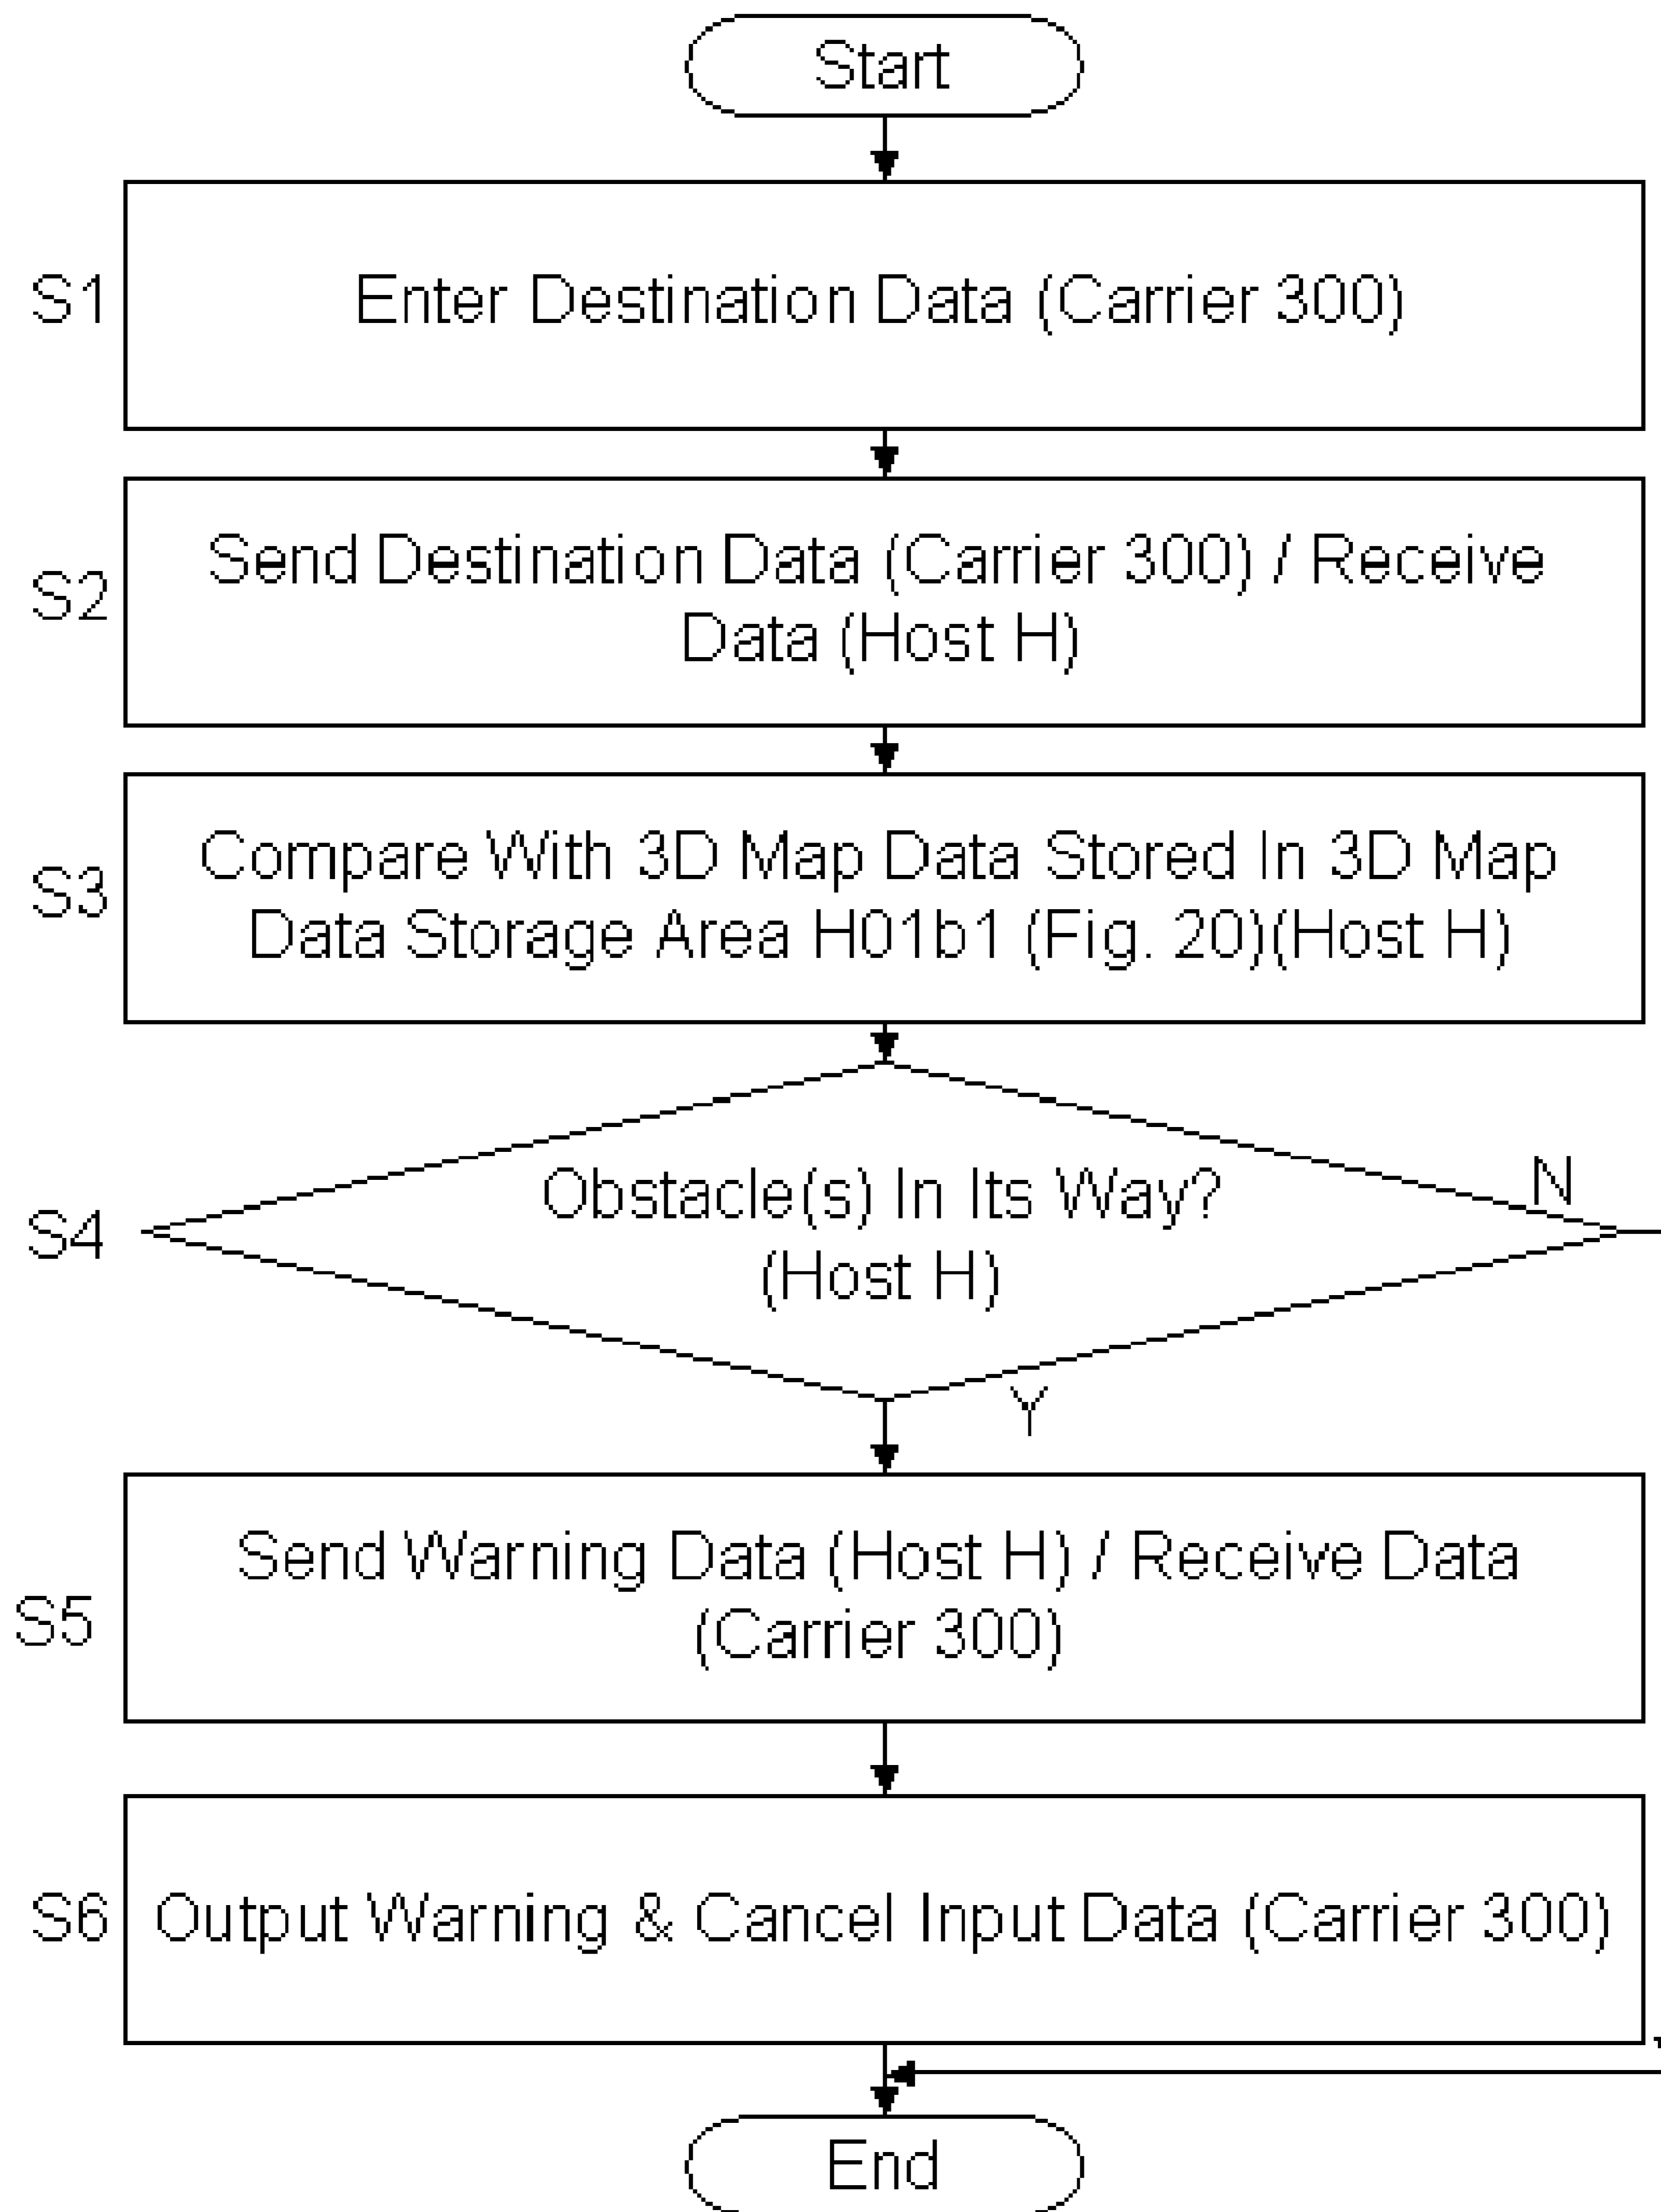 Start
S1
Enter Destination Data (Carrier 300)
S2
Send Destination Data (Carrier 300) / Receive
Data (Host H)
S3
Compare With 3D Map Data Stored In 3D Map
Data Storage Area H01b1 (Fig. 20)(Host H)
S4
Obstacle(s) In Its Way?
(Host H)
N
Y
S5
Send Warning Data (Host H) / Receive Data
(Carrier 300)
S6
Output Warning & Cancel Input Data (Carrier 300)
End